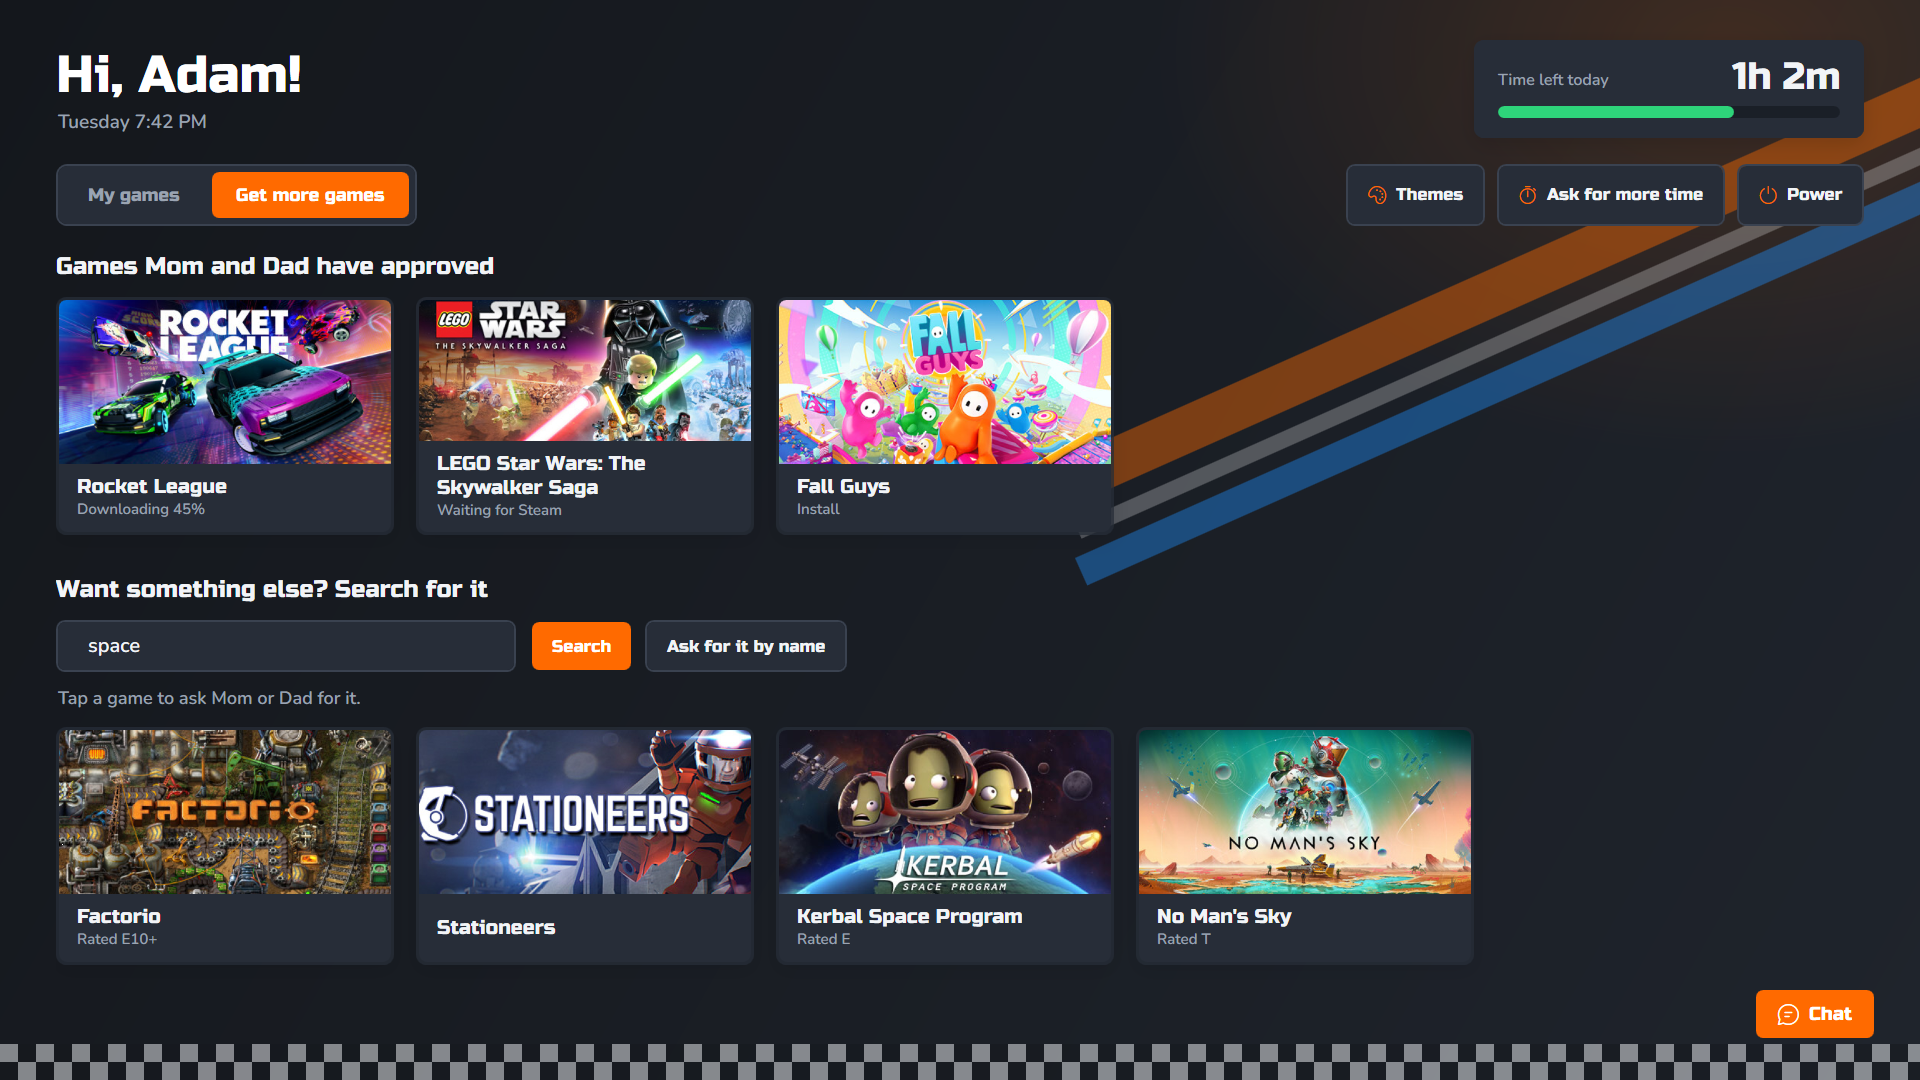 Hi, Adam!
Tuesday 7:42 PM
Time left today
1h 2m
My games
Get more games
Themes
Ask for more time
Power
Games Mom and Dad have approved
ROCKET
LEAGUE
LEGO
STAR
WARS
THE SKYWALKER SAGA
FALL
GUYS
Rocket League
Downloading 45%
LEGO Star Wars: The
Skywalker Saga
Waiting for Steam
Fall Guys
Install
Want something else? Search for it
space
Search
Ask for it by name
Tap a game to ask Mom or Dad for it.
FACTORIO
STATIONEERS
KERBAL
SPACE PROGRAM
NO MAN'S SKY
Factorio
Rated E10+
Stationeers
Kerbal Space Program
Rated E
No Man's Sky
Rated T
Chat